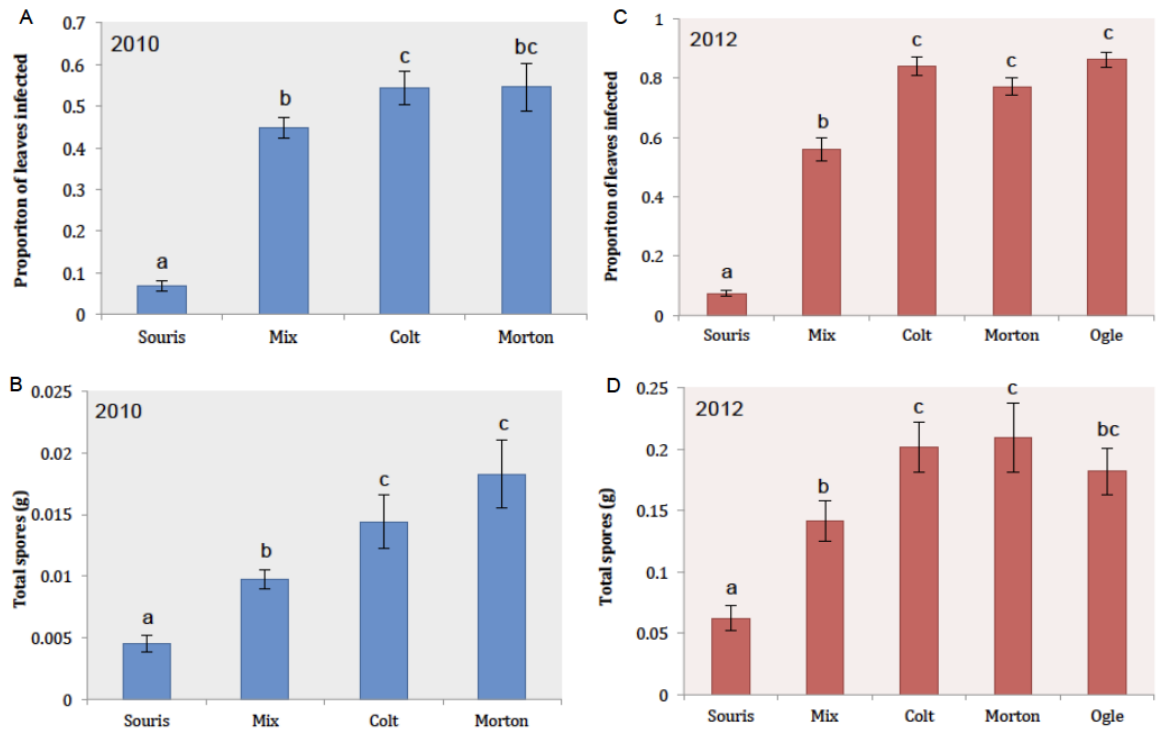 A
2010
Proporiton of leaves infected
0.7
0.6
0.5
0.4
0.3
0.2
0.1
0
a
b
c
bc
Souris Mix Colt Morton
C
2012
Proporiton of leaves infected
1
0.8
0.6
0.4
0.2
0
a
b
c
c
c
Souris Mix Colt Morton Ogle
B
2010
Total spores (g)
0.025
0.02
0.015
0.01
0.005
0
a
b
c
c
Souris Mix Colt Morton
D
2012
Total spores (g)
0.25
0.2
0.15
0.1
0.05
0
a
b
c
c
bc
Souris Mix Colt Morton Ogle